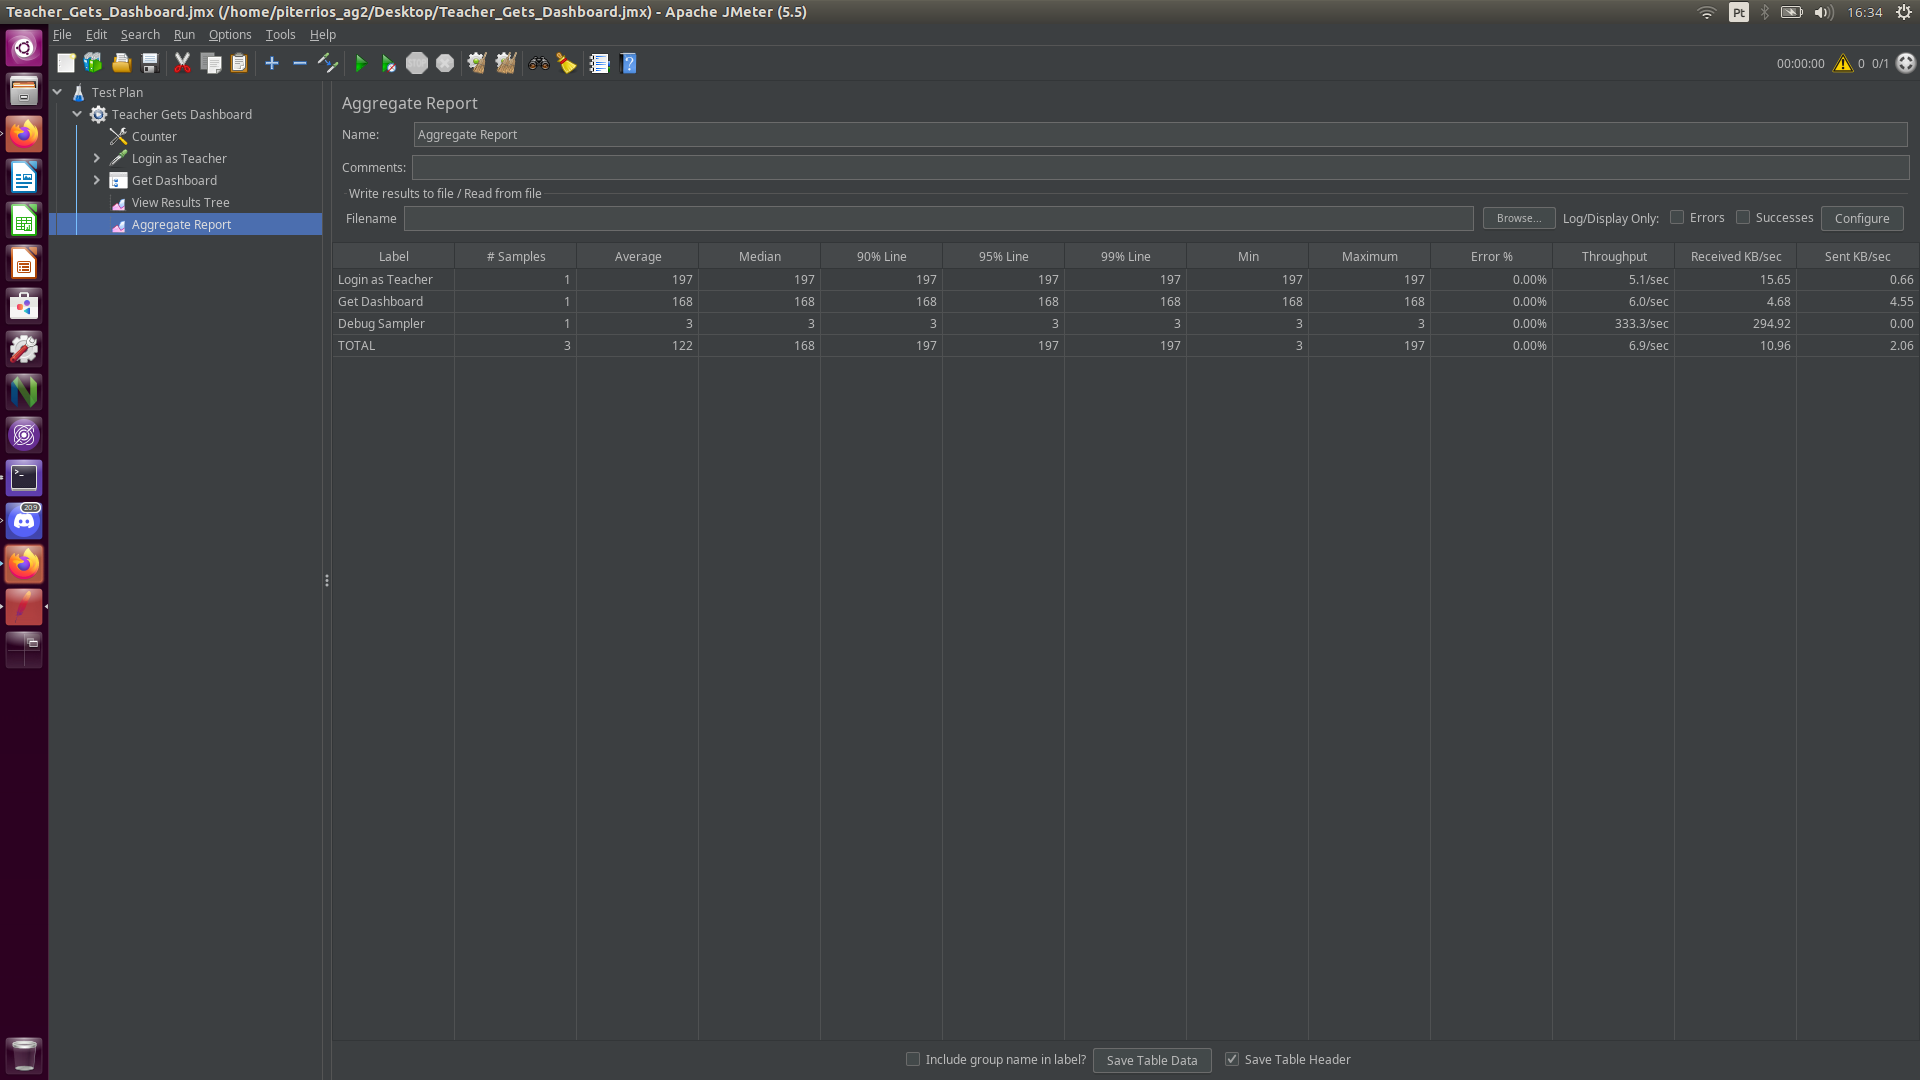 Teacher_Gets_Dashboard.jmx (/home/piterrios_ag2/Desktop/Teacher_Gets_Dashboard.jmx) - Apache JMeter (5.5)
Pt 16:34
File Edit Search Run Options Tools Help
00:00:00 0 0/1
Test Plan
Teacher Gets Dashboard
Counter
Login as Teacher
Get Dashboard
View Results Tree
Aggregate Report
209
Aggregate Report
Name: Aggregate Report
Comments:
Write results to file / Read from file
Filename Browse... Log/Display Only: Errors Successes Configure
Label # Samples Average Median 90% Line 95% Line 99% Line Min Maximum Error % Throughput Received KB/sec Sent KB/sec
Login as Teacher 1 197 197 197 197 197 197 197 0.00% 5.1/sec 15.65 0.66
Get Dashboard 1 168 168 168 168 168 168 168 0.00% 6.0/sec 4.68 4.55
Debug Sampler 1 3 3 3 3 3 3 3 0.00% 333.3/sec 294.92 0.00
TOTAL 3 122 168 197 197 197 3 197 0.00% 6.9/sec 10.96 2.06
Include group name in label? Save Table Data Save Table Header